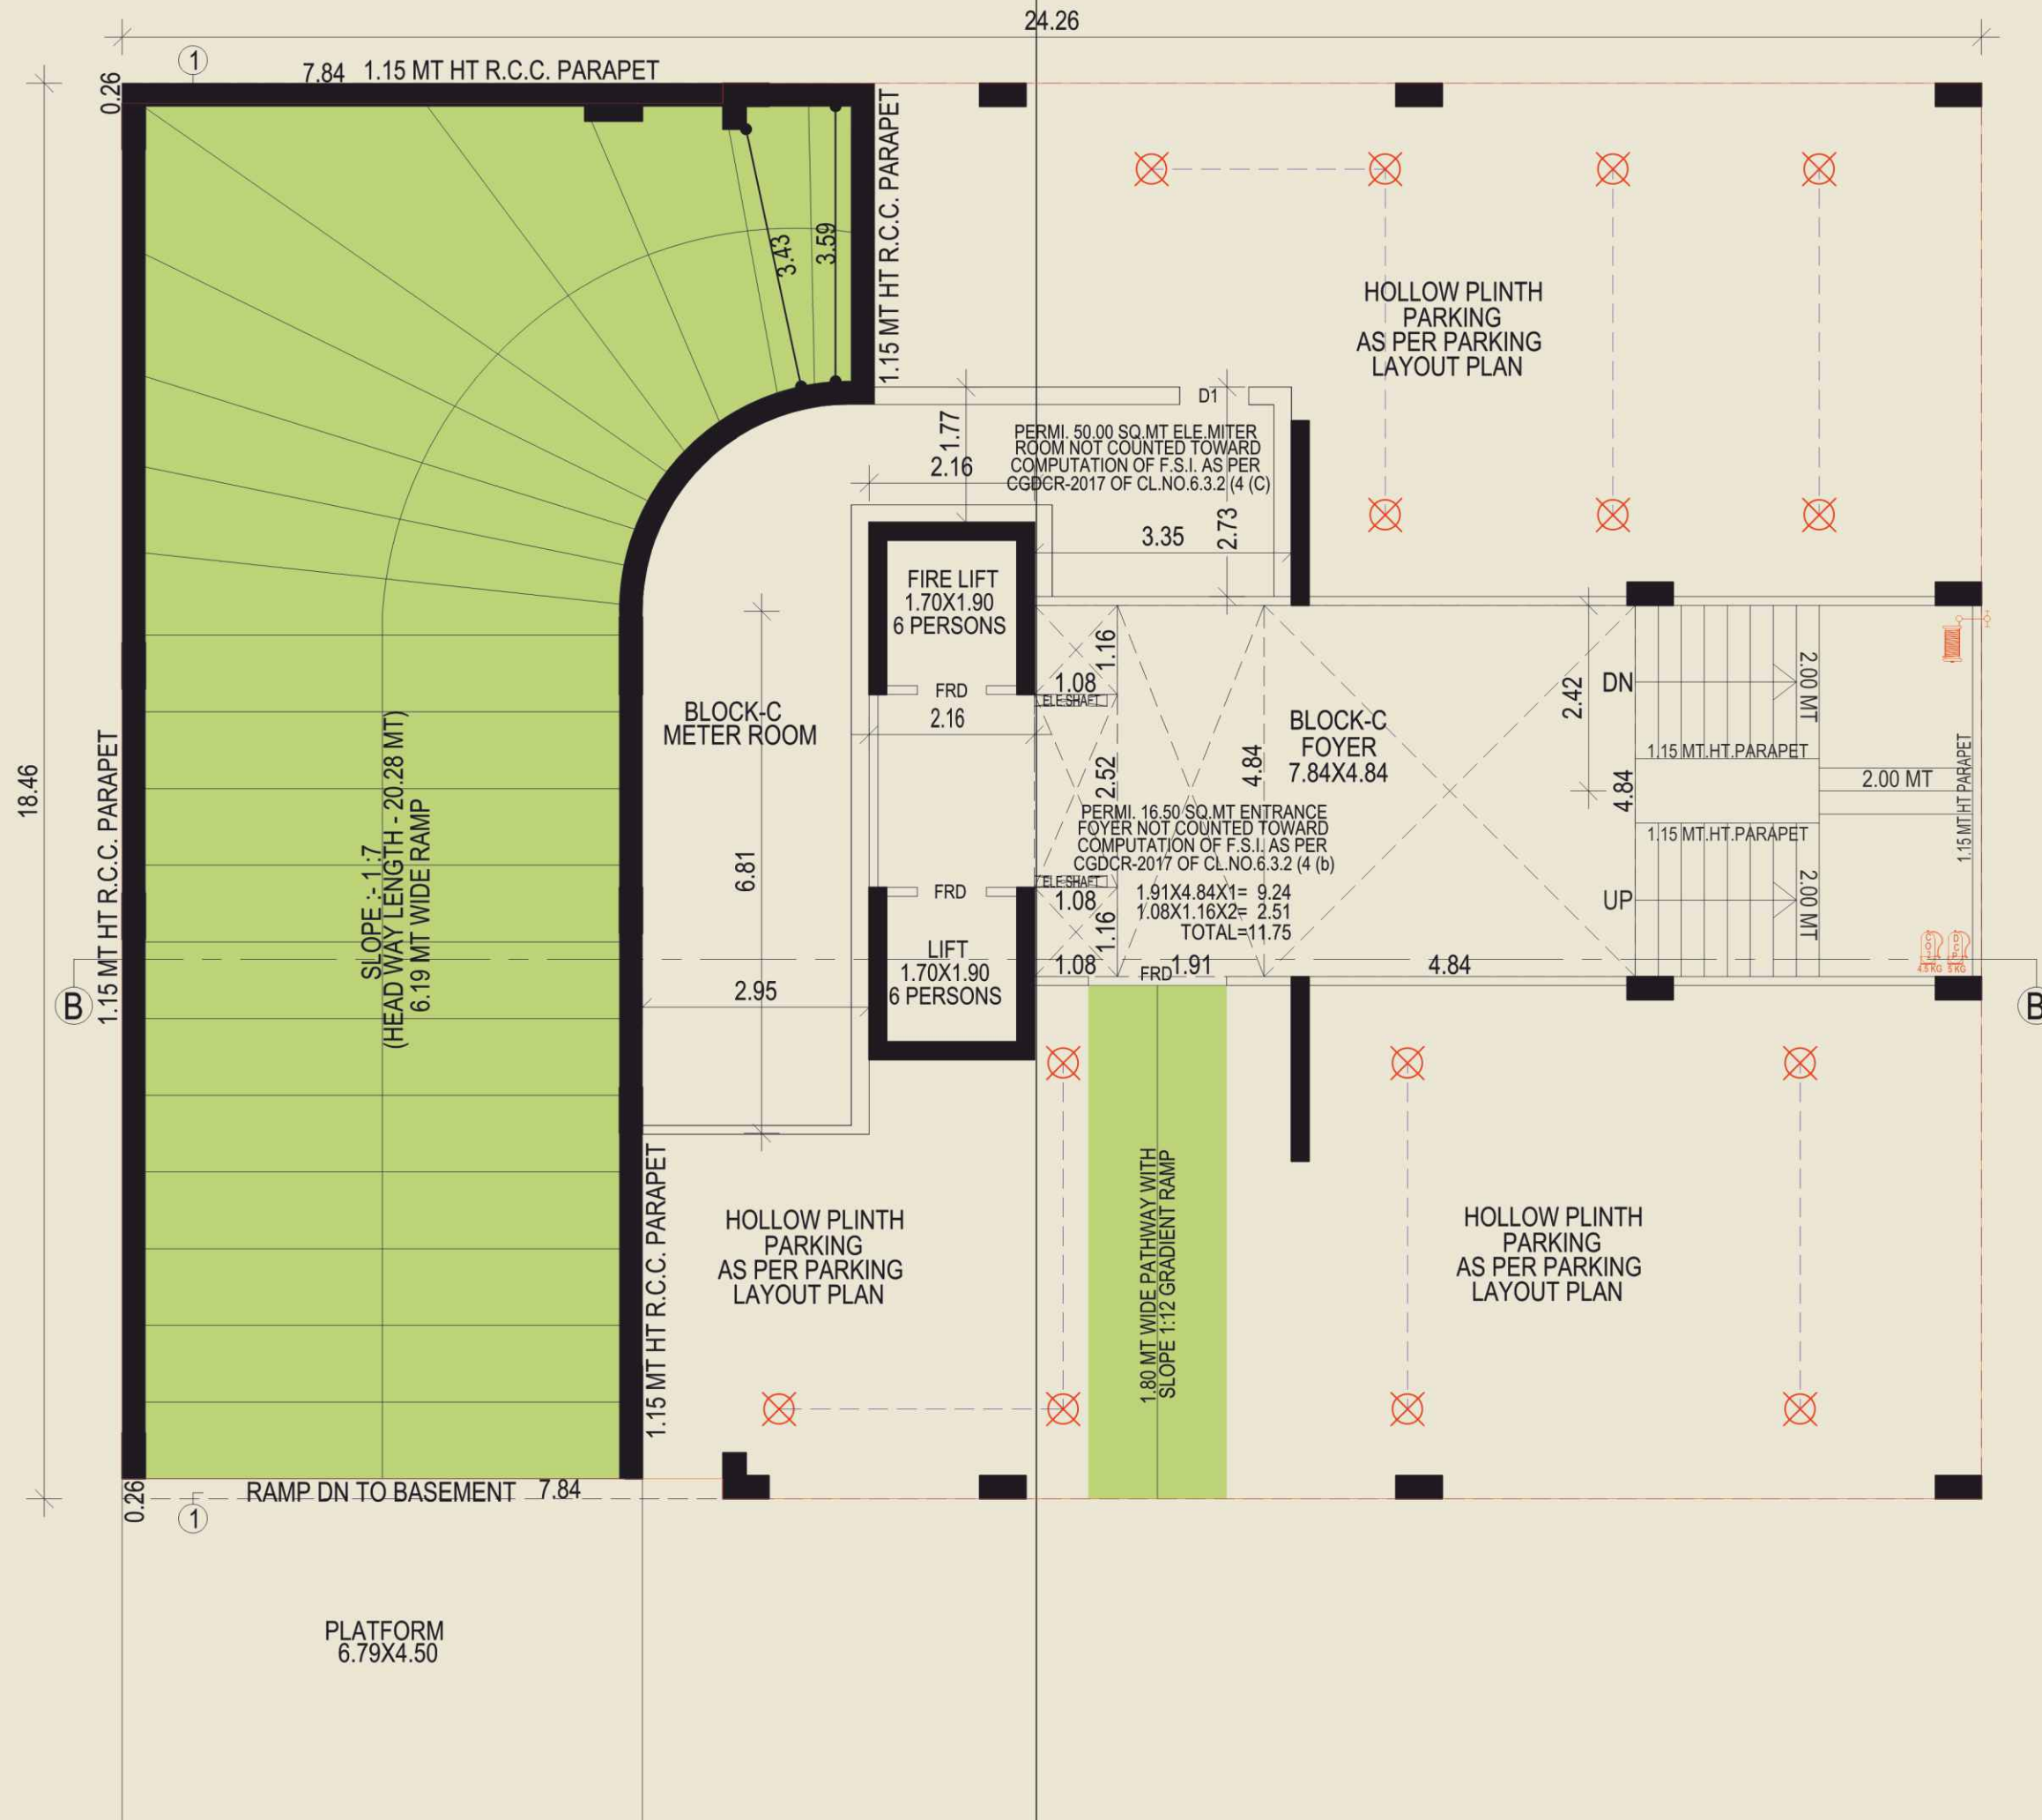 24.26
1
7.84 1.15 MT HT R.C.C. PARAPET
0.26
18.46
1.15 MT HT R.C.C. PARAPET
3.43
3.59
1.15 MT HT R.C.C. PARAPET
HOLLOW PLINTH
PARKING
AS PER PARKING
LAYOUT PLAN
D1
1.77
2.16
PERMI. 50.00 SQ.MT ELE.MITER
ROOM NOT COUNTED TOWARD
COMPUTATION OF F.S.I. AS PER
CGDCR-2017 OF CL.NO.6.3.2 (4 (C)
2.73
3.35
FIRE LIFT
1.70X1.90
6 PERSONS
FRD
2.16
BLOCK-C
METER ROOM
6.81
2.95
FRD
LIFT
1.70X1.90
6 PERSONS
1.16
1.08
ELE-SHAFT
2.52
4.84
BLOCK-C
FOYER
7.84X4.84
PERMI. 16.50 SQ.MT ENTRANCE
FOYER NOT COUNTED TOWARD
COMPUTATION OF F.S.I. AS PER
CGDCR-2017 OF CL.NO.6.3.2 (4 (b)
1.91X4.84X1= 9.24
1.08X1.16X2= 2.51
TOTAL=11.75
ELE-SHAFT
1.08
1.16
1.08
FRD
1.91
4.84
2.42
4.84
DN
2.00 MT
1.15 MT.HT.PARAPET
2.00 MT
1.15 MT.HT.PARAPET
1.15 MT HT PARAPET
UP
2.00 MT
CO2
4.5 KG
DCP
5 KG
B
B
SLOPE :- 1:7
(HEAD WAY LENGTH - 20.28 MT)
6.19 MT WIDE RAMP
1.15 MT HT R.C.C. PARAPET
HOLLOW PLINTH
PARKING
AS PER PARKING
LAYOUT PLAN
1.80 MT WIDE PATHWAY WITH
SLOPE 1:12 GRADIENT RAMP
HOLLOW PLINTH
PARKING
AS PER PARKING
LAYOUT PLAN
0.26
RAMP DN TO BASEMENT 7.84
1
PLATFORM
6.79X4.50